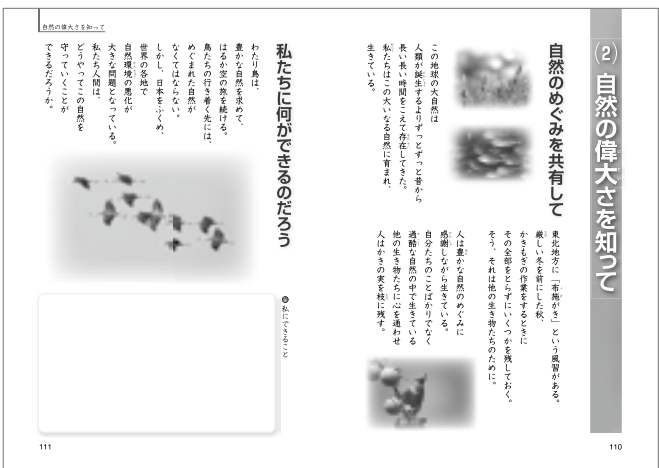 (2) 自然の偉大さを知って
自然のめぐみを共有して
この地球の大自然は
人類が誕生するよりずっとずっと昔から
長い長い時間をこえて存在してきた。
私たちはこの大いなる自然に育まれ、
生きている。
東北地方に「布施がき」という風習がある。
厳しい冬を前にした秋、
かきもぎの作業をするときに
その全部をとらずにいくつかを残しておく。
そう、それは他の生き物たちのために。
人は豊かな自然のめぐみに
感謝しながら生きている。
自分たちのことばかりでなく
過酷な自然の中で生きている
他の生き物たちに心を通わせ
人はかきの実を枝に残す。
110
自然の偉大さを知って
私たちに何ができるのだろう
わたり鳥は、
豊かな自然を求めて、
はるか空の旅を続ける。
鳥たちの行き着く先には、
めぐまれた自然が
なくてはならない。
しかし、日本をふくめ、
世界の各地で
自然環境の悪化が
大きな問題となっている。
私たち人間は、
どうやってこの自然を
守っていくことが
できるだろうか。
私にできること
111